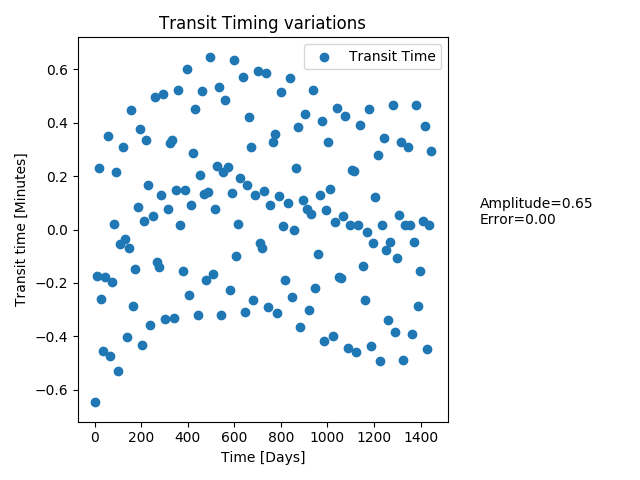 Transit Timing variations
Transit Time
Transit time [Minutes]
0.6
0.4
0.2
0.0
−0.2
−0.4
−0.6
0 200 400 600 800 1000 1200 1400
Time [Days]
Amplitude=0.65
Error=0.00